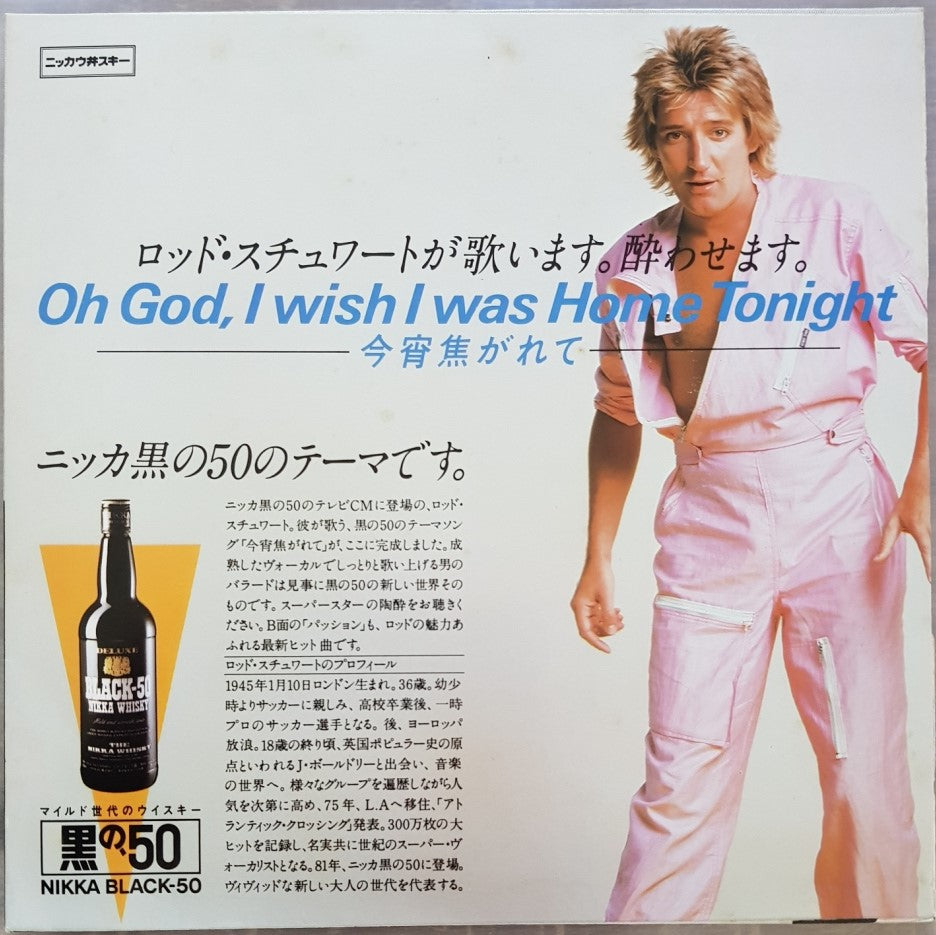 ニッカウ井スキー
ロッド・スチュワートが歌います。酔わせます。
Oh God, I wish I was Home Tonight
今宵焦がれて
ニッカ黒の50のテーマです。
ニッカ黒の50のテレビCMに登場の、ロッド・
スチュワート。彼が歌う、黒の50のテーマソン
グ「今宵焦がれて」が、ここに完成しました。成
熟したヴォーカルでしっとりと歌い上げる男の
バラードは見事に黒の50の新しい世界その
ものです。スーパースターの陶酔をお聴きく
ださい。B面の「パッション」も、ロッドの魅力あ
ふれる最新ヒット曲です。
ロッド・スチュワートのプロフィール
1945年1月10日ロンドン生まれ。36歳。幼少
時よりサッカーに親しみ、高校卒業後、一時
プロのサッカー選手となる。後、ヨーロッパ
放浪。18歳の終り頃、英国ポピュラー史の原
点といわれるJ・ボールドリーと出会い、音楽
の世界へ。様々なグループを遍歴しながら人
気を次第に高め、75年、L.Aへ移住、「アト
ランティック・クロッシング」発表。300万枚の大
ヒットを記録し、名実共に世紀のスーパー・ヴ
ォーカリストとなる。81年、ニッカ黒の50に登場。
ヴィヴィッドな新しい大人の世代を代表する。
DELUXE
BLACK-50
NIKKA WHISKY
THE
NIKKA WHISKY
マイルド世代のウイスキー
黒の、50
NIKKA BLACK-50